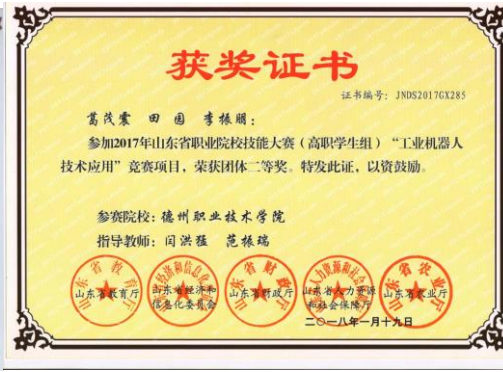 获奖证书
证书编号：JNDS2017GX285
葛茂震 田园 李振朋：
参加2017年山东省职业院校技能大赛（高职学生组）“工业机器人
技术应用”竞赛项目，荣获团体二等奖。特发此证，以资鼓励。
参赛院校：德州职业技术学院
指导教师：闫洪猛 范振瑞
山东省教育厅 山东省经济和信息化委员会 山东省财政厅 山东省人力资源和社会保障厅 山东省农业厅
二〇一八年一月十九日